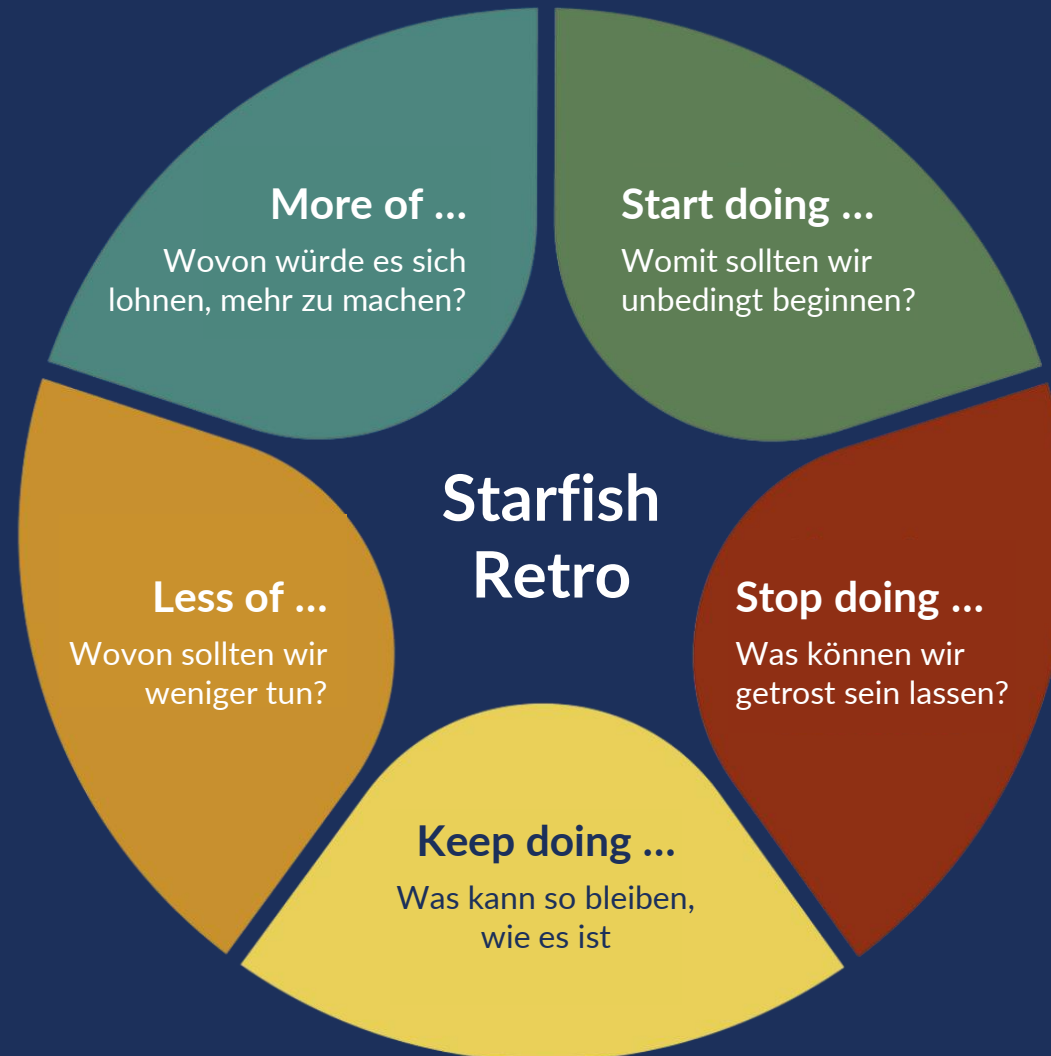 More of ...
Wovon würde es sich
lohnen, mehr zu machen?
Start doing ...
Womit sollten wir
unbedingt beginnen?
Starfish
Retro
Less of ...
Wovon sollten wir
weniger tun?
Stop doing ...
Was können wir
getrost sein lassen?
Keep doing ...
Was kann so bleiben,
wie es ist